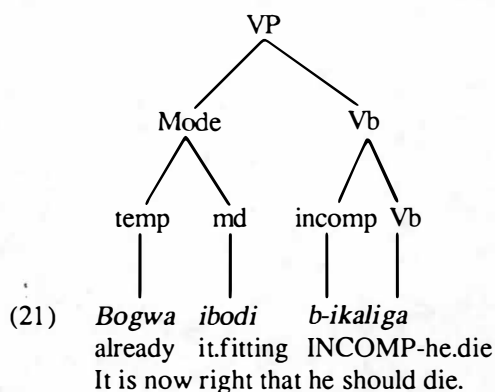 VP
Mode Vb
temp md incomp Vb
(21) Bogwa ibodi b-ikaliga
already it.fitting INCOMP-he.die
It is now right that he should die.